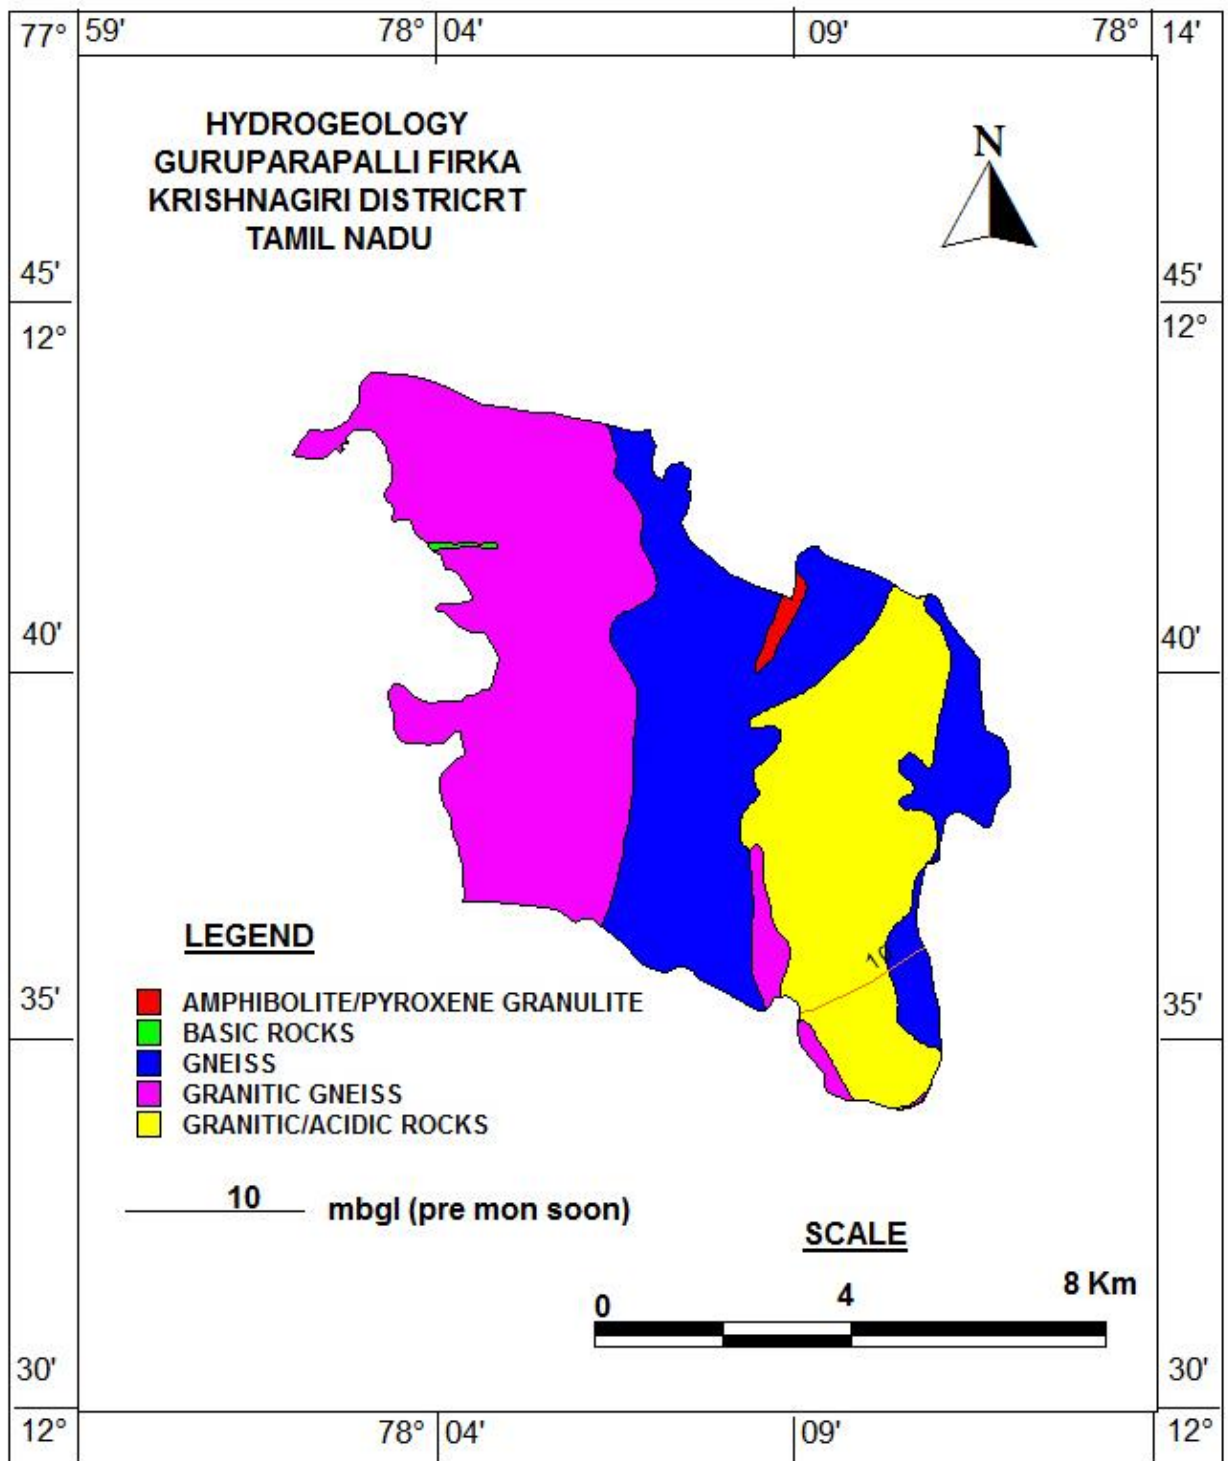 77° 59' 78° 04' 09' 78° 14'
HYDROGEOLOGY
GURUPARAPALLI FIRKA
KRISHNAGIRI DISTRICRT
TAMIL NADU
N
45' 45'
12° 12°
40' 40'
10
35' 35'
LEGEND
AMPHIBOLITE/PYROXENE GRANULITE
BASIC ROCKS
GNEISS
GRANITIC GNEISS
GRANITIC/ACIDIC ROCKS
10 mbgl (pre mon soon)
SCALE
0 4 8 Km
30' 30'
12° 78° 04' 09' 12°